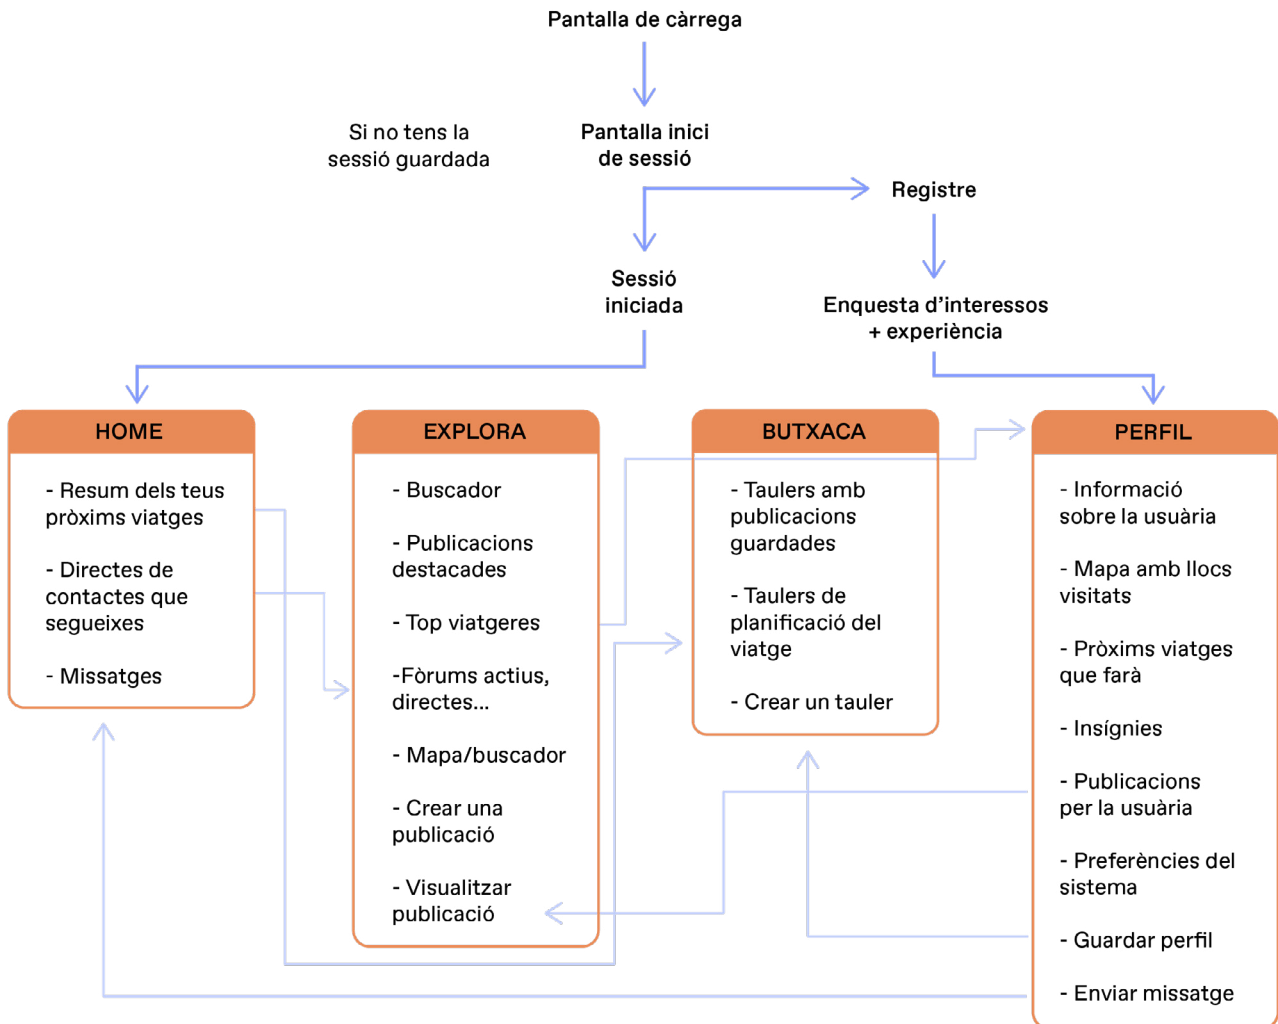 Pantalla de càrrega
Si no tens la
sessió guardada
Pantalla inici
de sessió
Registre
Sessió
iniciada
Enquesta d’interessos
+ experiència
HOME
- Resum dels teus
pròxims viatges
- Directes de
contactes que
segueixes
- Missatges
EXPLORA
- Buscador
- Publicacions
destacades
- Top viatgeres
-Fòrums actius,
directes...
- Mapa/buscador
- Crear una
publicació
- Visualitzar
publicació
BUTXACA
- Taulers amb
publicacions
guardades
- Taulers de
planificació del
viatge
- Crear un tauler
PERFIL
- Informació
sobre la usuària
- Mapa amb llocs
visitats
- Pròxims viatges
que farà
- Insígnies
- Publicacions
per la usuària
- Preferències del
sistema
- Guardar perfil
- Enviar missatge